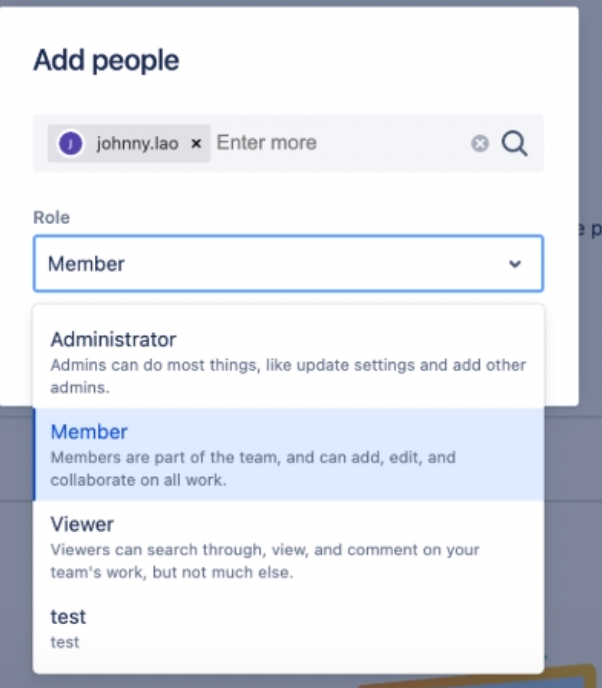 Add people
J johnny.lao × Enter more
Role
Member
Administrator
Admins can do most things, like update settings and add other
admins.
Member
Members are part of the team, and can add, edit, and
collaborate on all work.
Viewer
Viewers can search through, view, and comment on your
team's work, but not much else.
test
test